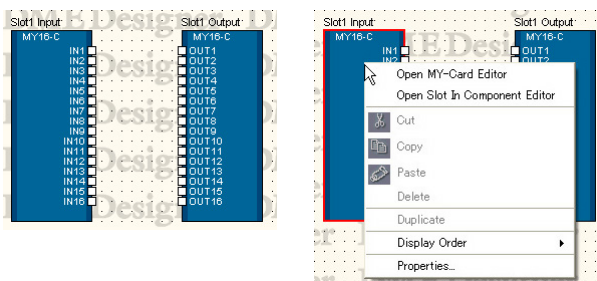 Slot1 Input
Slot1 Output
MY16-C
MY16-C
IN1
IN2
IN3
IN4
IN5
IN6
IN7
IN8
IN9
IN10
IN11
IN12
IN13
IN14
IN15
IN16
OUT1
OUT2
OUT3
OUT4
OUT5
OUT6
OUT7
OUT8
OUT9
OUT10
OUT11
OUT12
OUT13
OUT14
OUT15
OUT16
Slot1 Input
Slot1 Output
MY16-C
MY16-C
IN1
IN2
OUT1
OUT2
Open MY-Card Editor
Open Slot In Component Editor
Cut
Copy
Paste
Delete
Duplicate
Display Order
Properties...